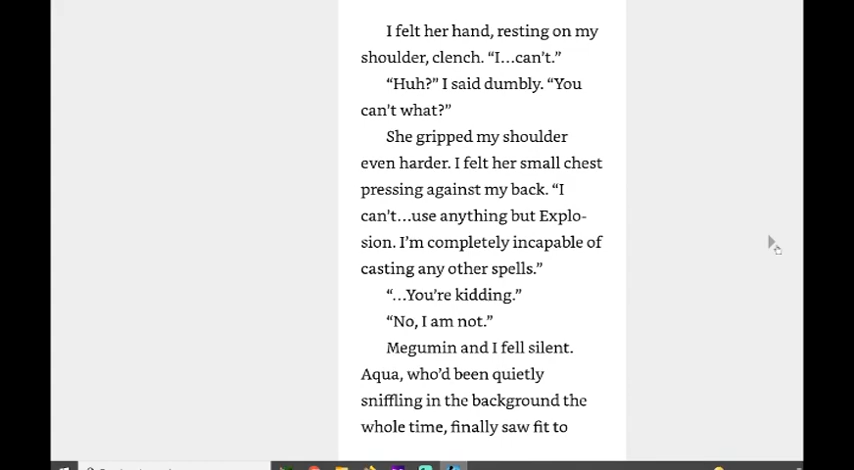 I felt her hand, resting on my
shoulder, clench. “I…can’t.”
“Huh?” I said dumbly. “You
can’t what?”
She gripped my shoulder
even harder. I felt her small chest
pressing against my back. “I
can’t…use anything but Explo-
sion. I’m completely incapable of
casting any other spells.”
“…You’re kidding.”
“No, I am not.”
Megumin and I fell silent.
Aqua, who’d been quietly
sniffling in the background the
whole time, finally saw fit to